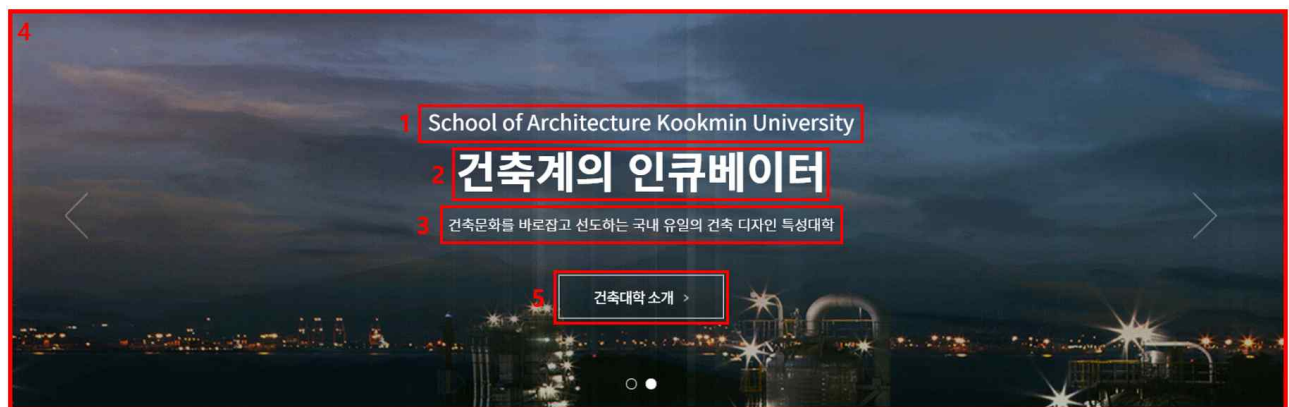 4
1 School of Architecture Kookmin University
2 건축계의 인큐베이터
3 건축문화를 바로잡고 선도하는 국내 유일의 건축 디자인 특성대학
5 건축대학 소개 >